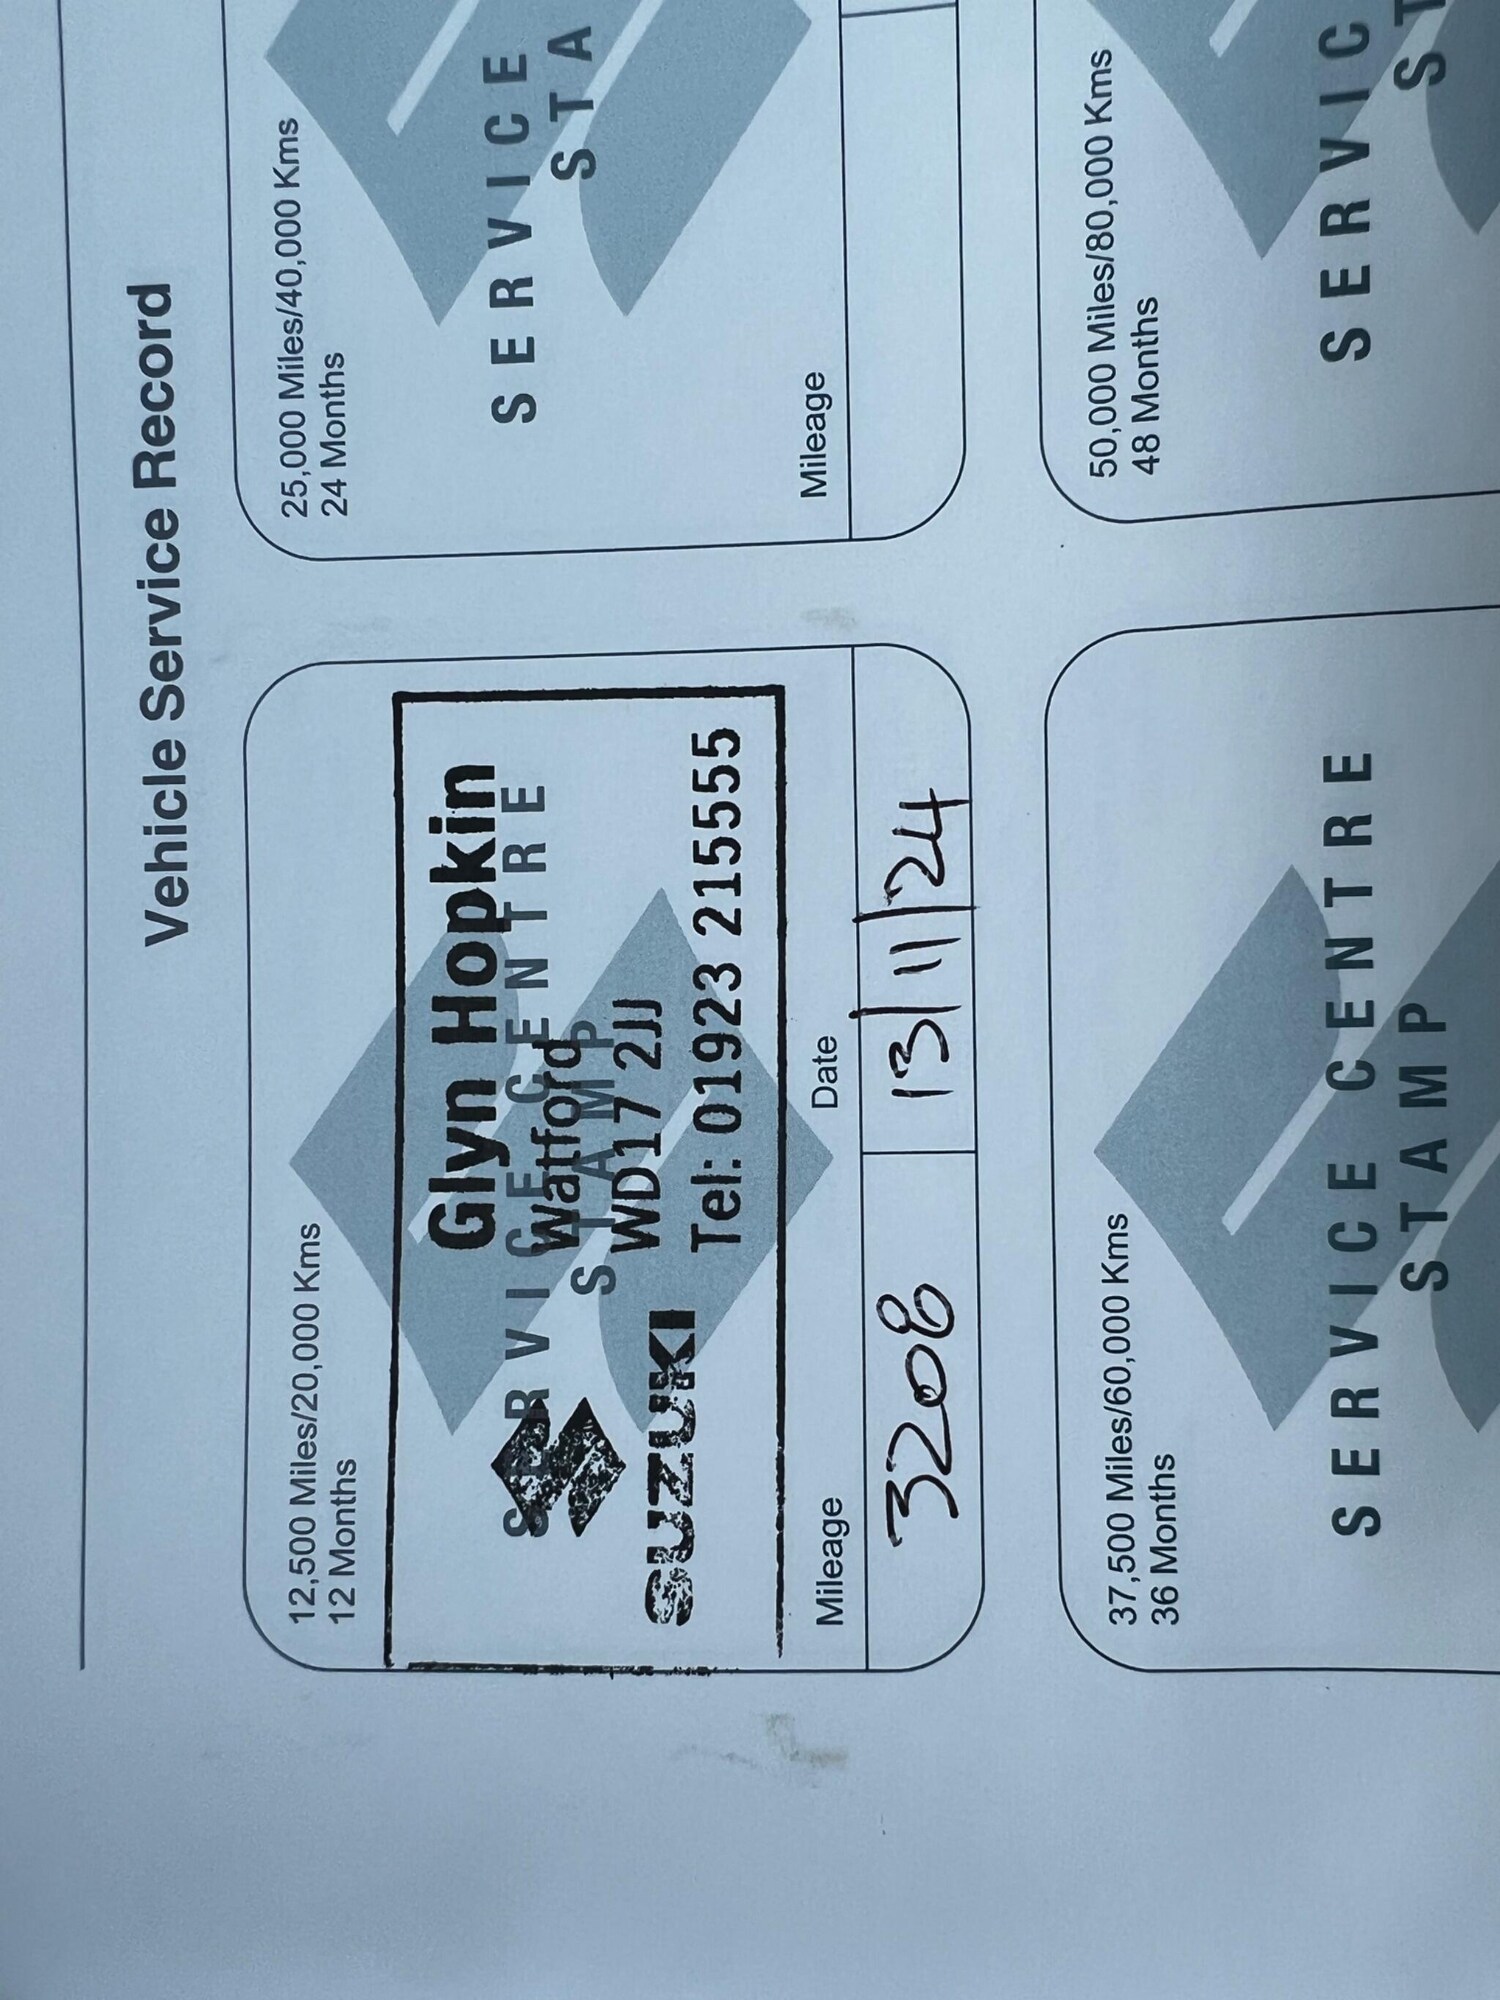 Vehicle Service Record
12,500 Miles/20,000 Kms
12 Months
SERVICE CENTRE
STAMP
Glyn Hopkin
Watford
WD17 2JJ
SUZUKI
Tel: 01923 215555
Mileage
Date
3208
13/11/24
25,000 Miles/40,000 Kms
24 Months
SERVICE
STA
Mileage
37,500 Miles/60,000 Kms
36 Months
SERVICE CENTRE
STAMP
50,000 Miles/80,000 Kms
48 Months
SERVIC
ST